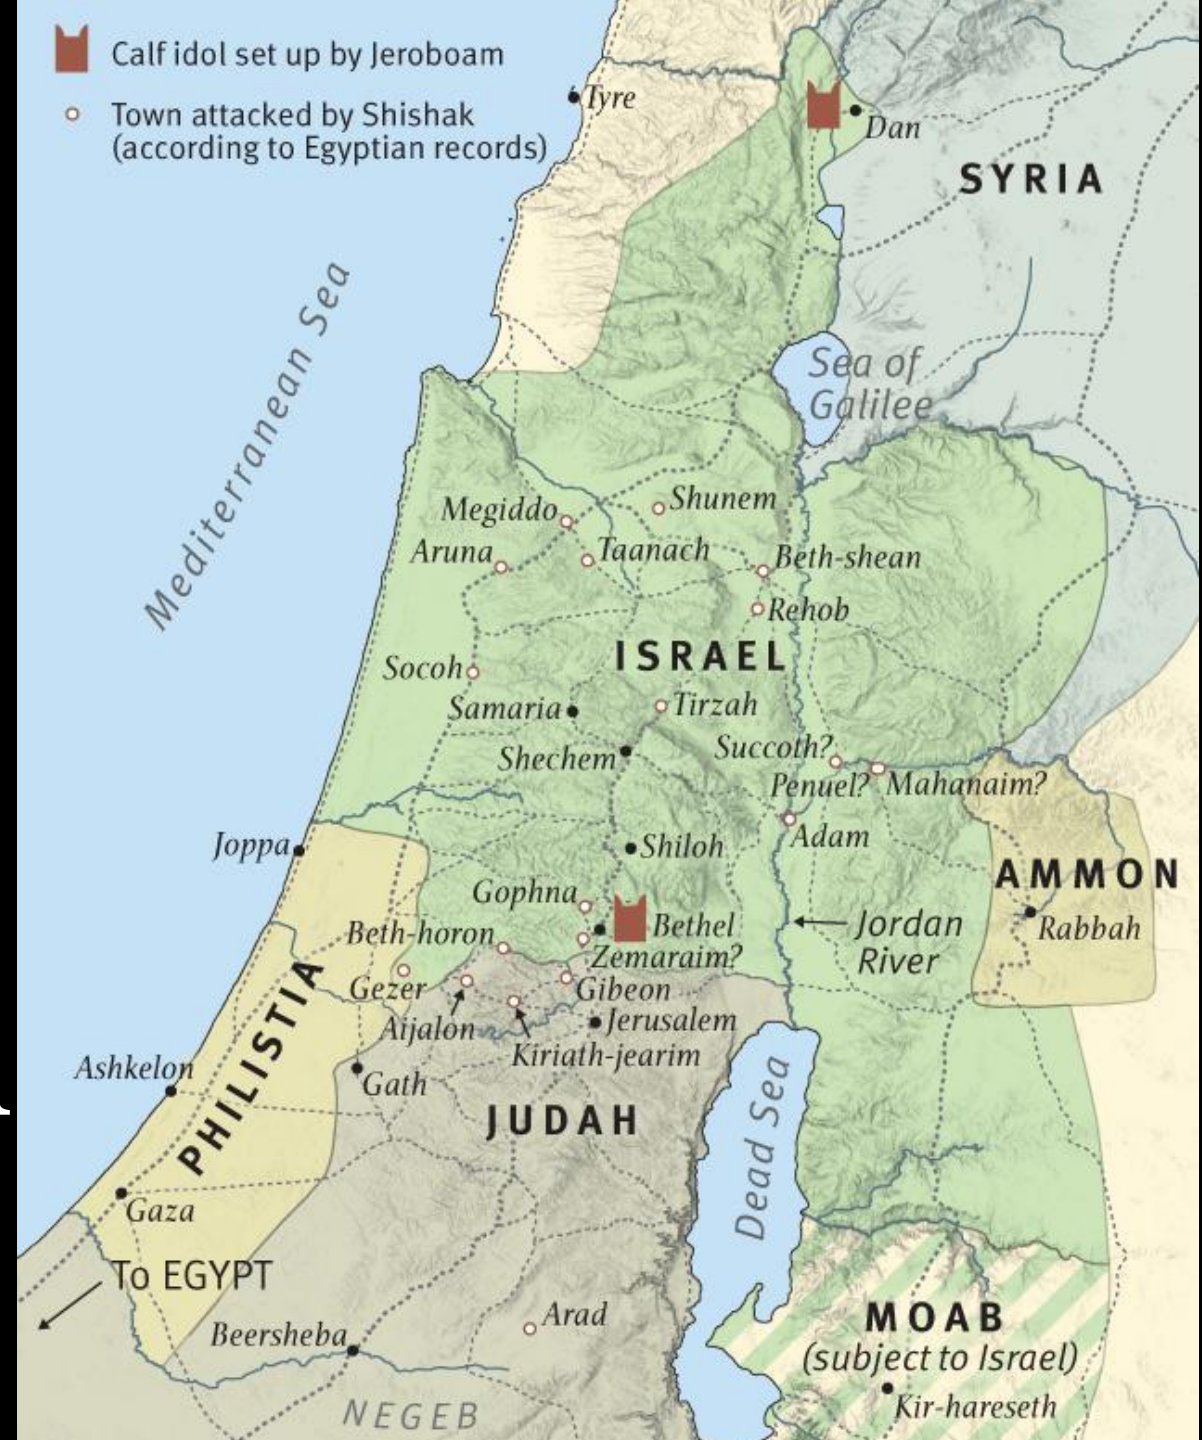 Calf idol set up by Jeroboam
Town attacked by Shishak
(according to Egyptian records)
Tyre
Dan
SYRIA
Mediterranean Sea
Sea of
Galilee
Megiddo
Shunem
Aruna
Taanach
Beth-shean
Rehob
ISRAEL
Socoh
Samaria
Tirzah
Shechem
Succoth?
Penuel?
Mahanaim?
Joppa
Shiloh
Adam
AMMON
Rabbah
Gophna
Bethel
Jordan
River
Beth-horon
Zemaraim?
Gezer
Gibeon
Aijalon
Jerusalem
Kiriath-jearim
Ashkelon
PHILISTIA
Gath
JUDAH
Dead Sea
Gaza
To EGYPT
Arad
Beersheba
MOAB
(subject to Israel)
Kir-hareseth
NEGEB